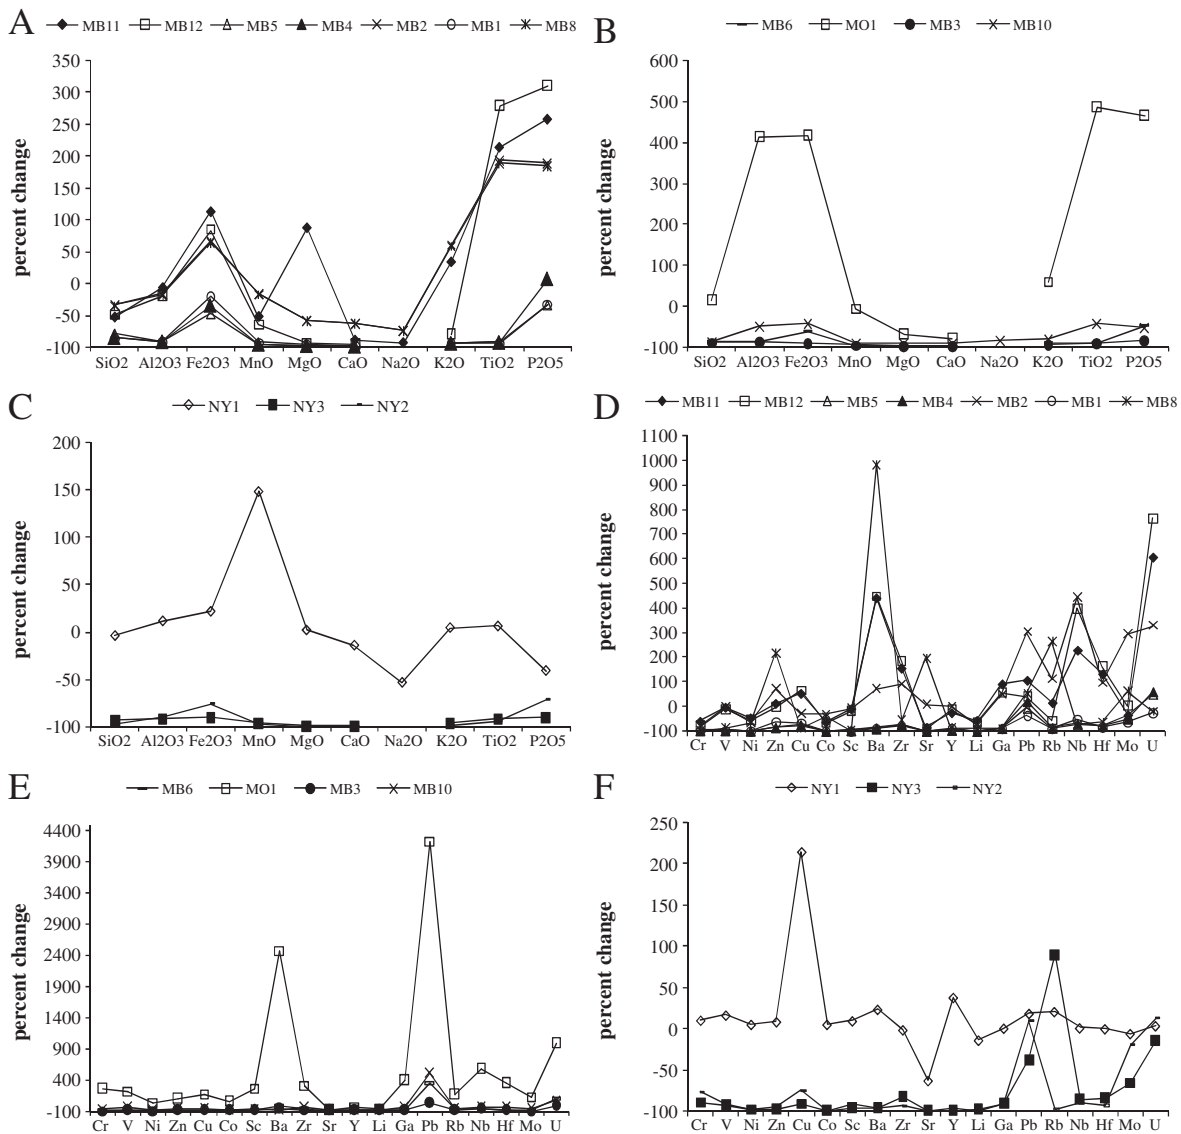 A
MB11 MB12 MB5 MB4 MB2 MB1 MB8
percent change
350
300
250
200
150
100
50
0
-50
-100
SiO2 Al2O3 Fe2O3 MnO MgO CaO Na2O K2O TiO2 P2O5
B
MB6 MO1 MB3 MB10
percent change
600
500
400
300
200
100
0
-100
SiO2 Al2O3 Fe2O3 MnO MgO CaO Na2O K2O TiO2 P2O5
C
NY1 NY3 NY2
percent change
200
150
100
50
0
-50
-100
SiO2 Al2O3 Fe2O3 MnO MgO CaO Na2O K2O TiO2 P2O5
D
MB11 MB12 MB5 MB4 MB2 MB1 MB8
percent change
1100
1000
900
800
700
600
500
400
300
200
100
0
-100
Cr V Ni Zn Cu Co Sc Ba Zr Sr Y Li Ga Pb Rb Nb Hf Mo U
E
MB6 MO1 MB3 MB10
percent change
4400
3900
3400
2900
2400
1900
1400
900
400
-100
Cr V Ni Zn Cu Co Sc Ba Zr Sr Y Li Ga Pb Rb Nb Hf Mo U
F
NY1 NY3 NY2
percent change
250
200
150
100
50
0
-50
-100
Cr V Ni Zn Cu Co Sc Ba Zr Sr Y Li Ga Pb Rb Nb Hf Mo U